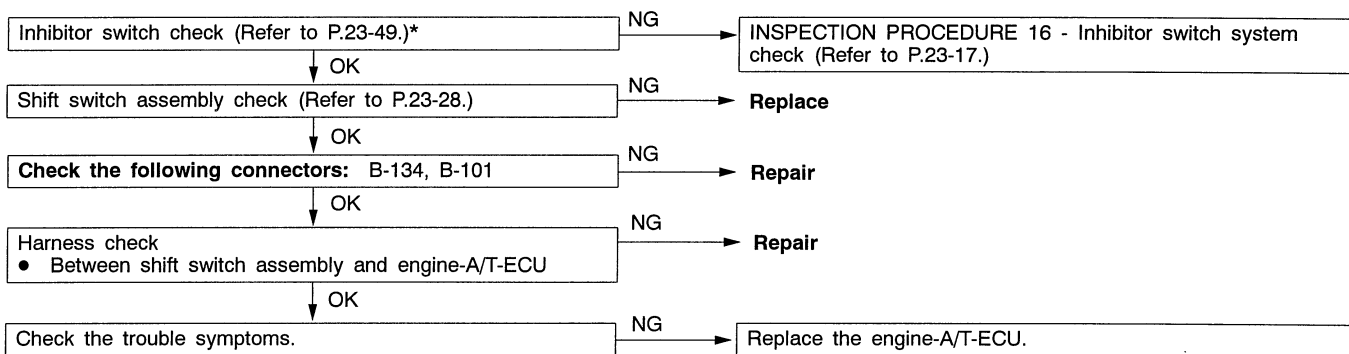 Inhibitor switch check (Refer to P.23-49.)*
NG
INSPECTION PROCEDURE 16 - Inhibitor switch system
check (Refer to P.23-17.)
OK
Shift switch assembly check (Refer to P.23-28.)
NG
Replace
OK
Check the following connectors: B-134, B-101
NG
Repair
OK
Harness check
● Between shift switch assembly and engine-A/T-ECU
NG
Repair
OK
Check the trouble symptoms.
NG
Replace the engine-A/T-ECU.